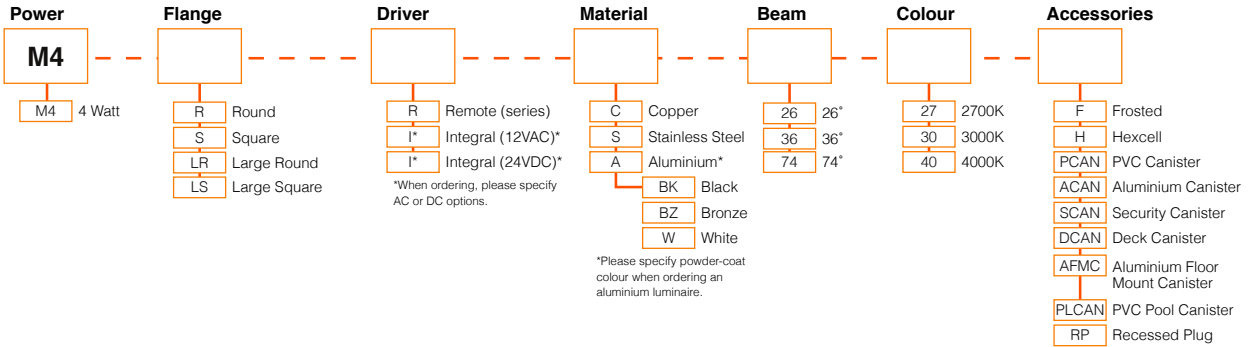 Power
M4
M4 4 Watt
Flange
R Round
S Square
LR Large Round
LS Large Square
Driver
R Remote (series)
I* Integral (12VAC)*
I* Integral (24VDC)*
*When ordering, please specify
AC or DC options.
Material
C Copper
S Stainless Steel
A Aluminium*
BK Black
BZ Bronze
W White
*Please specify powder-coat
colour when ordering an
aluminium luminaire.
Beam
26 26˚
36 36˚
74 74˚
Colour
27 2700K
30 3000K
40 4000K
Accessories
F Frosted
H Hexcell
PCAN PVC Canister
ACAN Aluminium Canister
SCAN Security Canister
DCAN Deck Canister
AFMC Aluminium Floor
Mount Canister
PLCAN PVC Pool Canister
RP Recessed Plug